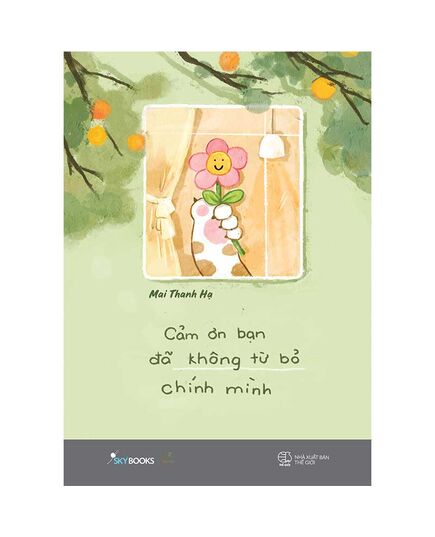 Mai Thanh Hạ
Cảm ơn bạn
đã không từ bỏ
chính mình
SKYBOOKS
NHÀ XUẤT BẢN
THẾ GIỚI